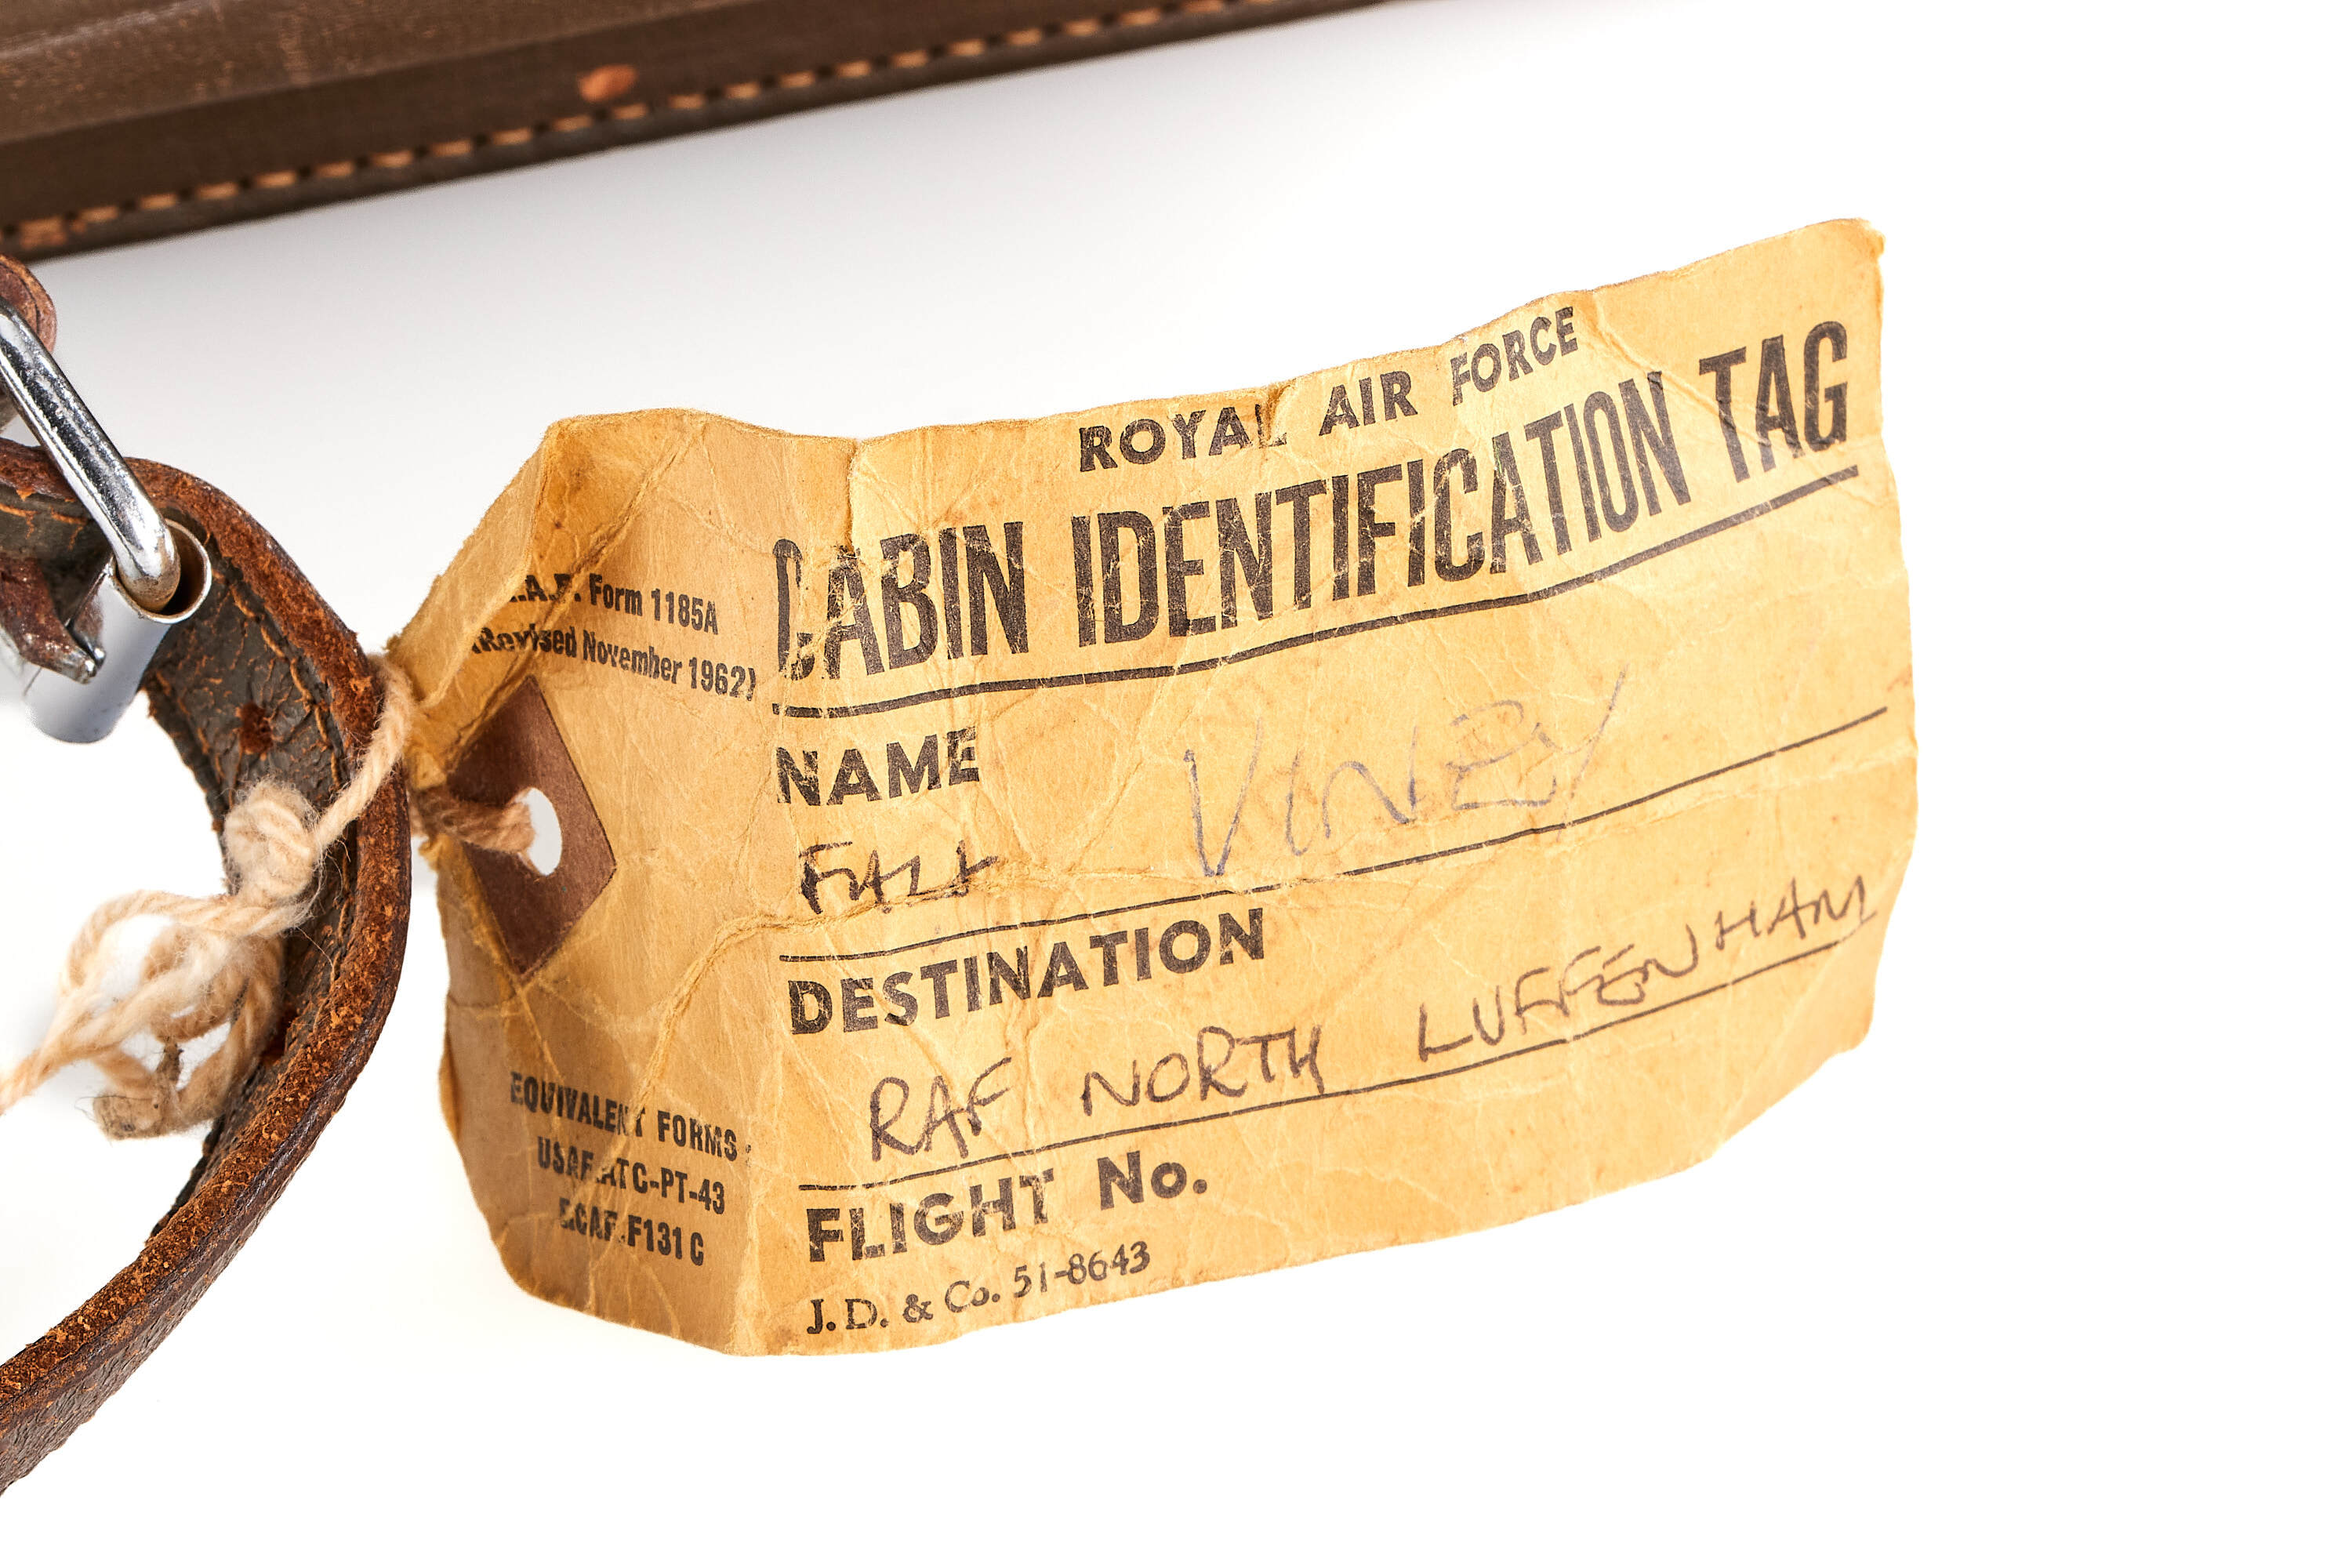 R.A.F. Form 1185A
(Revised November 1962)
EQUIVALENT FORMS
USAF.ATC-PT-43
F131C
ROYAL AIR FORCE
CABIN IDENTIFICATION TAG
NAME
VINEY
DESTINATION
RAF NORTH LUFFENHAM
FLIGHT No.
J. D. & Co. 51-8643